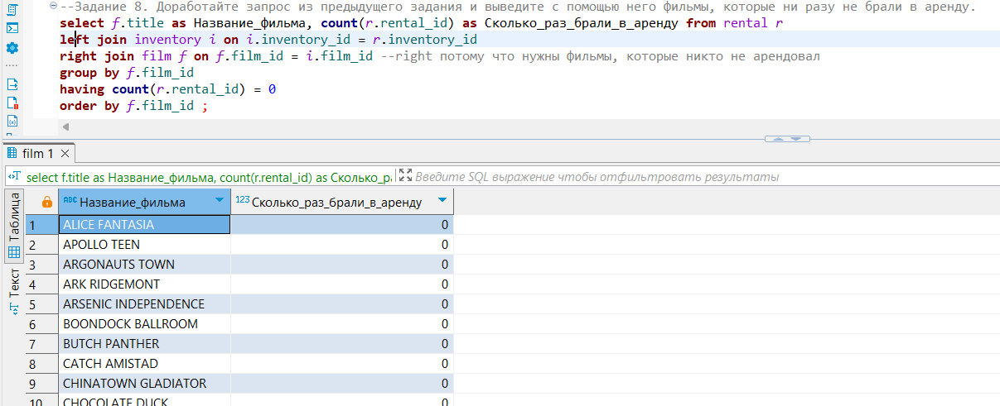 --Задание 8. Доработайте запрос из предыдущего задания и выведите с помощью него фильмы, которые ни разу не брали в аренду.
select f.title as Название_фильма, count(r.rental_id) as Сколько_раз_брали_в_аренду from rental r
left join inventory i on i.inventory_id = r.inventory_id
right join film f on f.film_id = i.film_id --right потому что нужны фильмы, которые никто не арендовал
group by f.film_id
having count(r.rental_id) = 0
order by f.film_id ;
film 1
select f.title as Название_фильма, count(r.rental_id) as Сколько_ра Введите SQL выражение чтобы отфильтровать результаты
Таблица
Текст
ABC Название_фильма 123 Сколько_раз_брали_в_аренду
1 ALICE FANTASIA 0
2 APOLLO TEEN 0
3 ARGONAUTS TOWN 0
4 ARK RIDGEMONT 0
5 ARSENIC INDEPENDENCE 0
6 BOONDOCK BALLROOM 0
7 BUTCH PANTHER 0
8 CATCH AMISTAD 0
9 CHINATOWN GLADIATOR 0
10 CHOCOLATE DUCK 0